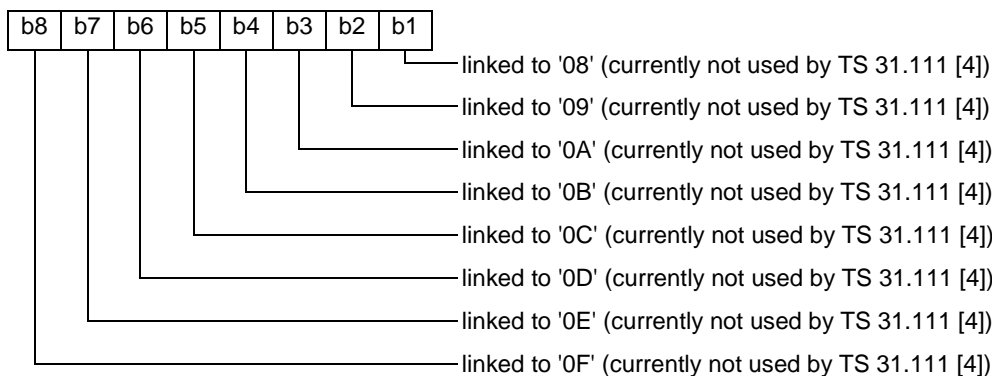 b8 b7 b6 b5 b4 b3 b2 b1
linked to '08' (currently not used by TS 31.111 [4])
linked to '09' (currently not used by TS 31.111 [4])
linked to '0A' (currently not used by TS 31.111 [4])
linked to '0B' (currently not used by TS 31.111 [4])
linked to '0C' (currently not used by TS 31.111 [4])
linked to '0D' (currently not used by TS 31.111 [4])
linked to '0E' (currently not used by TS 31.111 [4])
linked to '0F' (currently not used by TS 31.111 [4])